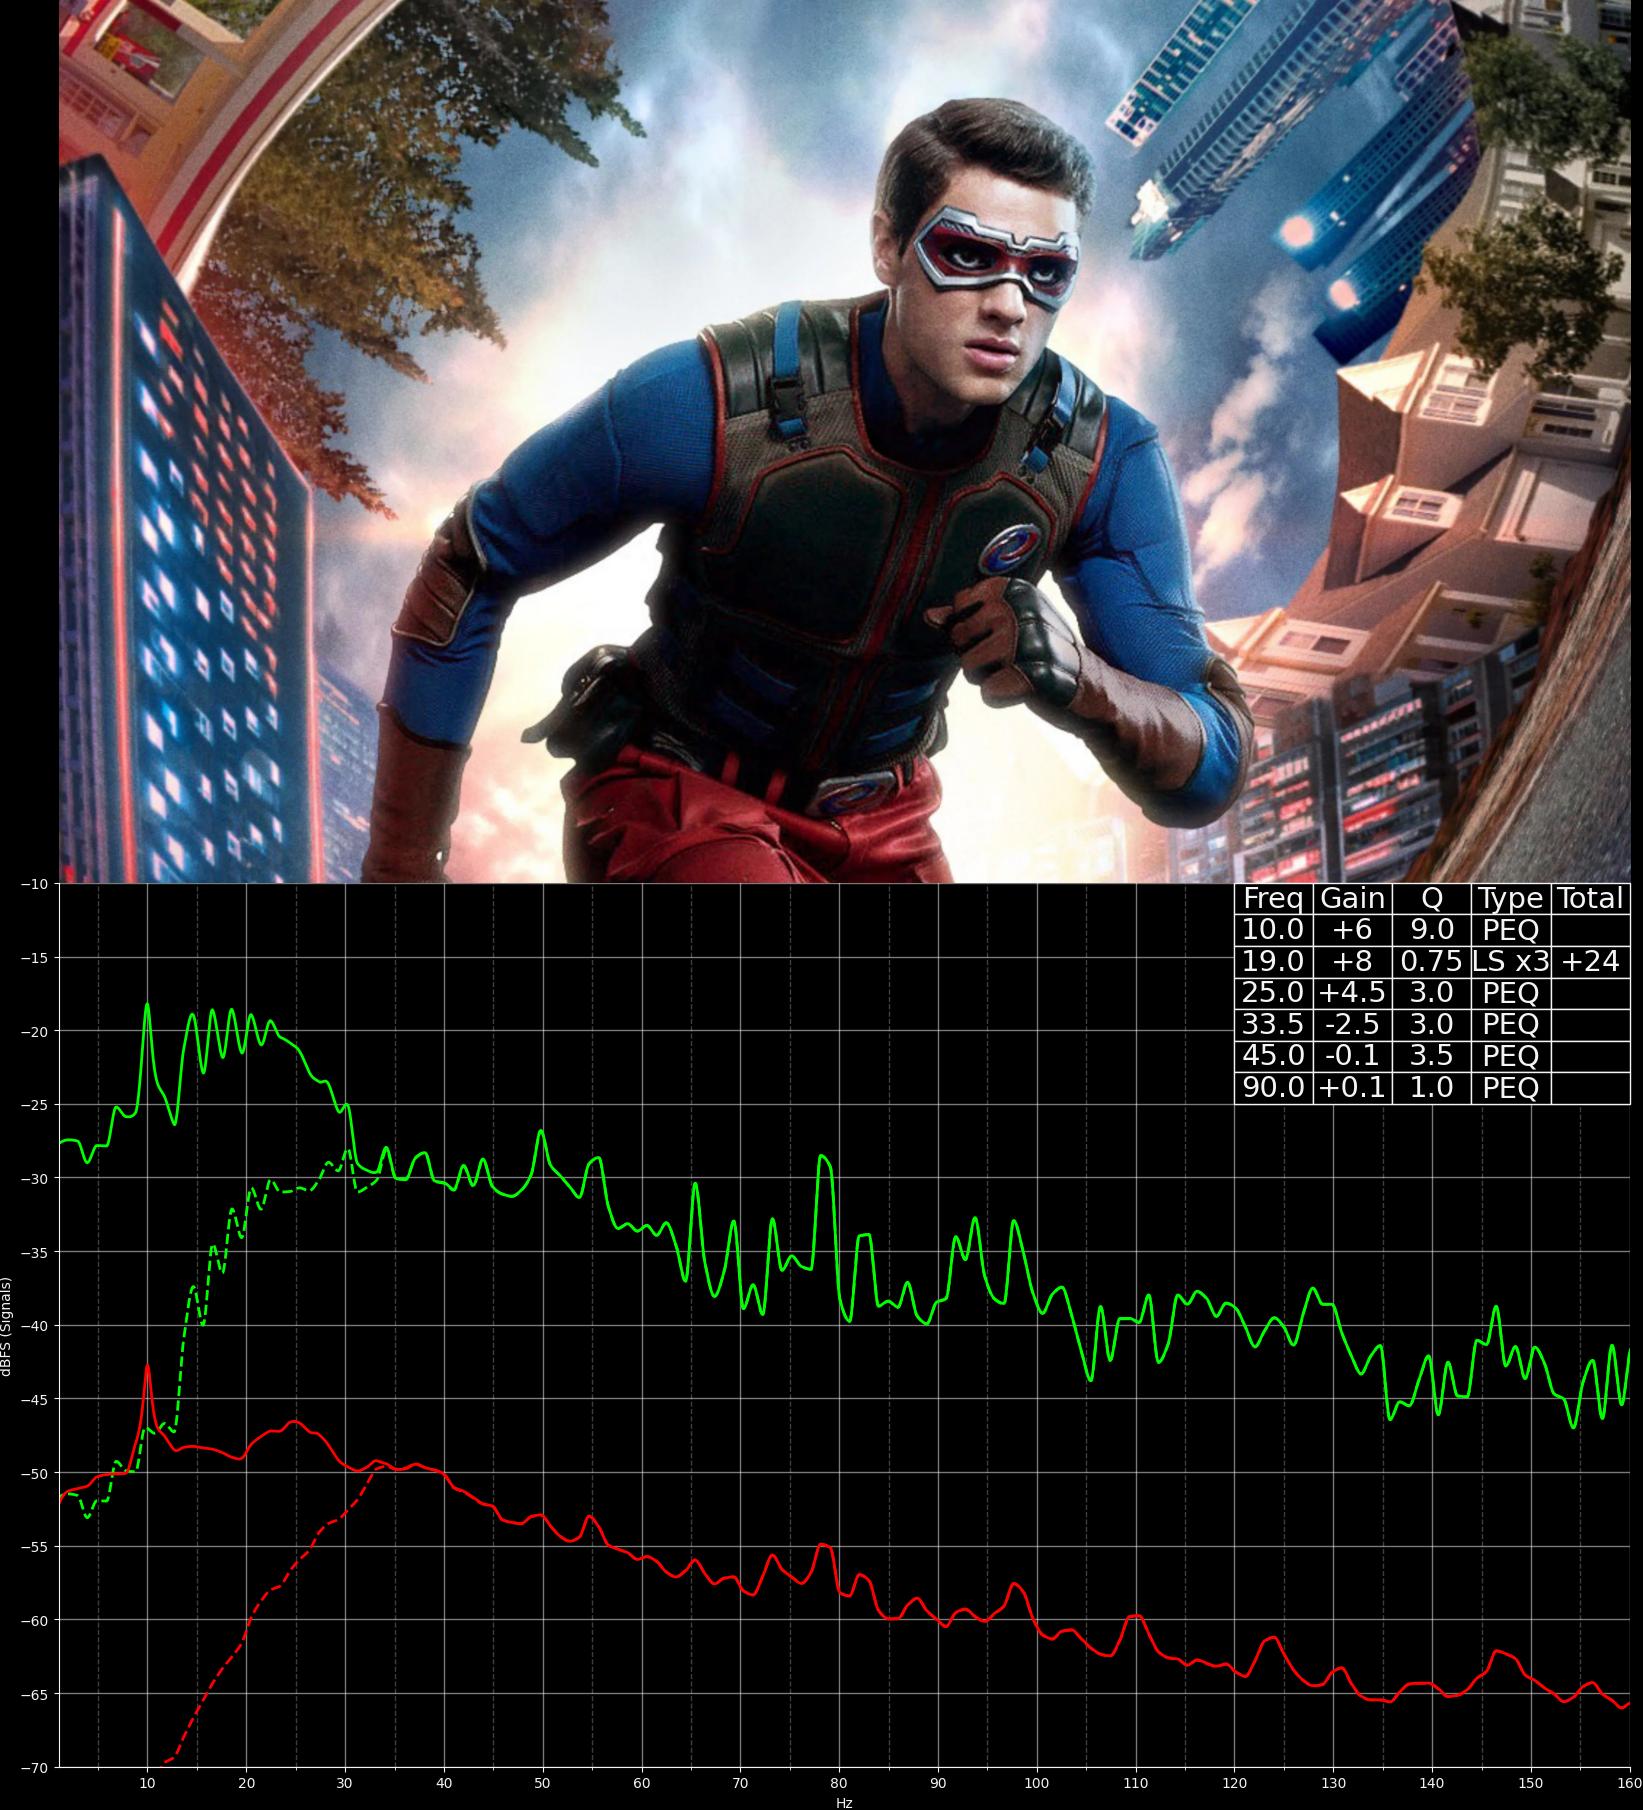 Freq Gain Q Type Total
10.0 +6 9.0 PEQ
19.0 +8 0.75 LS x3 +24
25.0 +4.5 3.0 PEQ
33.5 -2.5 3.0 PEQ
45.0 -0.1 3.5 PEQ
90.0 +0.1 1.0 PEQ
−10
−15
−20
−25
−30
−35
−40
−45
−50
−55
−60
−65
−70
dBFS (Signals)
10 20 30 40 50 60 70 80 90 100 110 120 130 140 150 160
Hz